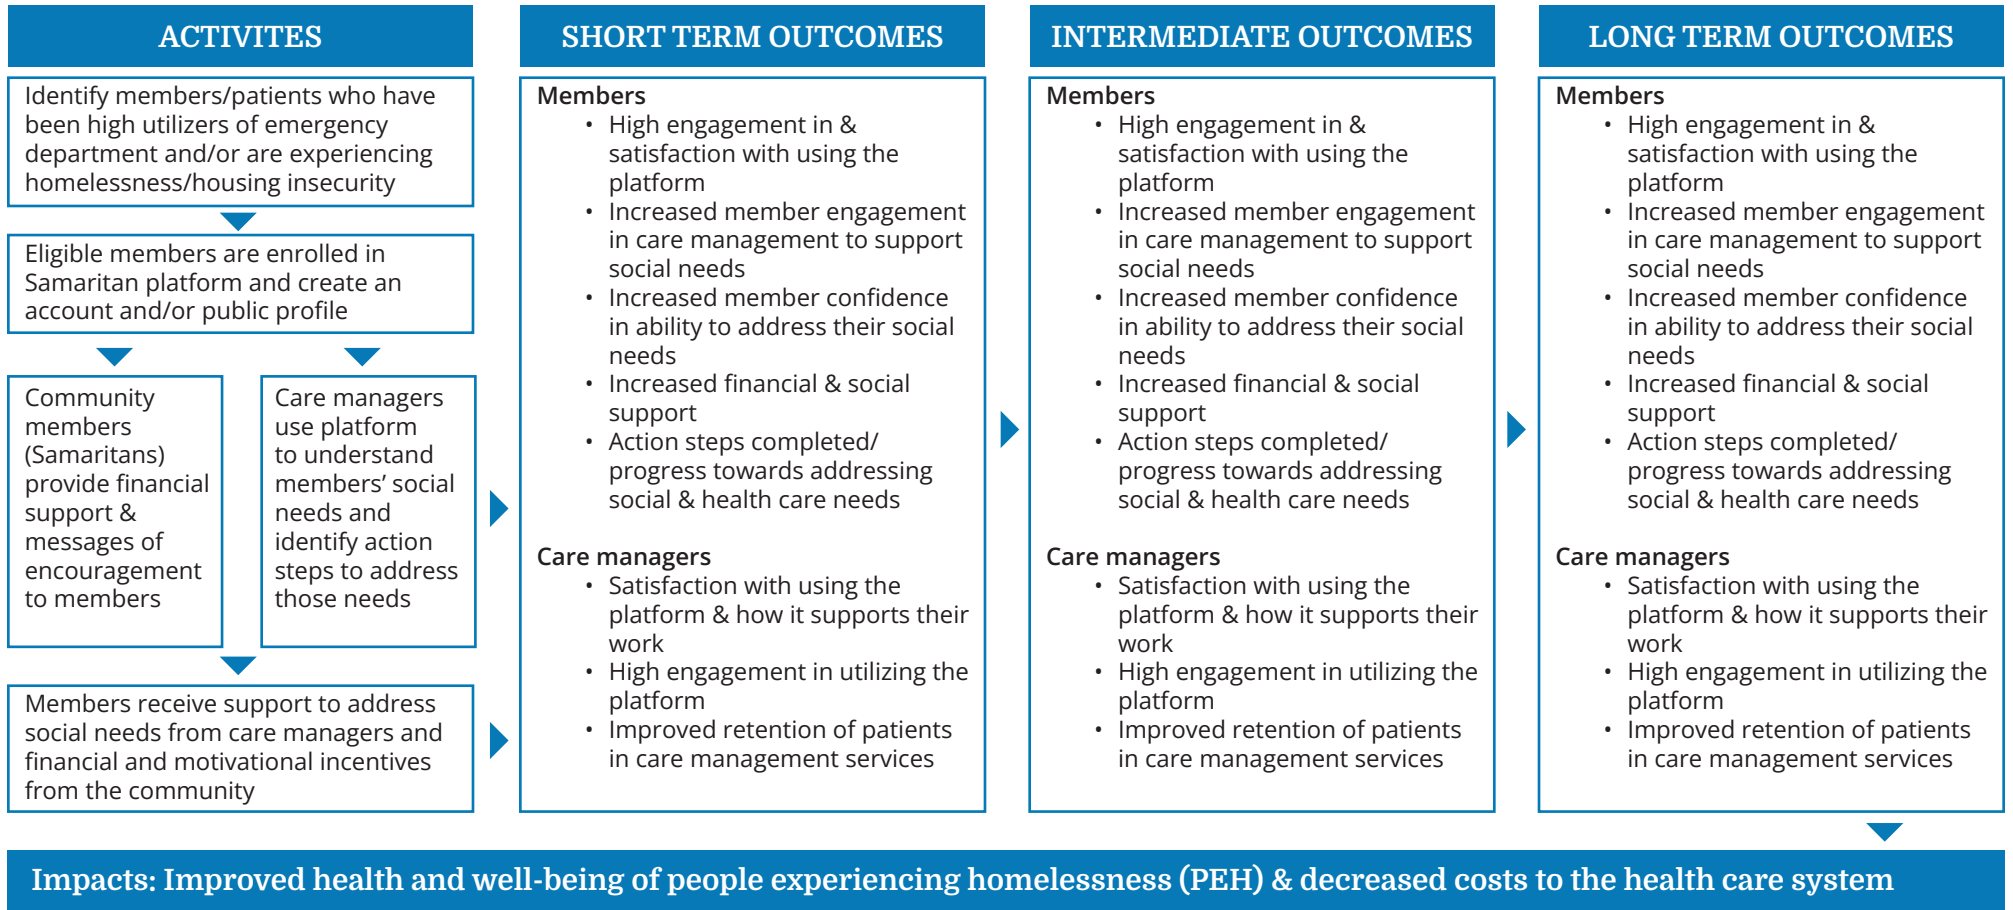 ACTIVITES
Identify members/patients who have
been high utilizers of emergency
department and/or are experiencing
homelessness/housing insecurity
Eligible members are enrolled in
Samaritan platform and create an
account and/or public profile
Community
members
(Samaritans)
provide financial
support &
messages of
encouragement
to members
Care managers
use platform
to understand
members’ social
needs and
identify action
steps to address
those needs
Members receive support to address
social needs from care managers and
financial and motivational incentives
from the community
SHORT TERM OUTCOMES
Members
• High engagement in &
satisfaction with using the
platform
• Increased member engagement
in care management to support
social needs
• Increased member confidence
in ability to address their social
needs
• Increased financial & social
support
• Action steps completed/
progress towards addressing
social & health care needs
Care managers
• Satisfaction with using the
platform & how it supports their
work
• High engagement in utilizing the
platform
• Improved retention of patients
in care management services
INTERMEDIATE OUTCOMES
Members
• High engagement in &
satisfaction with using the
platform
• Increased member engagement
in care management to support
social needs
• Increased member confidence
in ability to address their social
needs
• Increased financial & social
support
• Action steps completed/
progress towards addressing
social & health care needs
Care managers
• Satisfaction with using the
platform & how it supports their
work
• High engagement in utilizing the
platform
• Improved retention of patients
in care management services
LONG TERM OUTCOMES
Members
• High engagement in &
satisfaction with using the
platform
• Increased member engagement
in care management to support
social needs
• Increased member confidence
in ability to address their social
needs
• Increased financial & social
support
• Action steps completed/
progress towards addressing
social & health care needs
Care managers
• Satisfaction with using the
platform & how it supports their
work
• High engagement in utilizing the
platform
• Improved retention of patients
in care management services
Impacts: Improved health and well-being of people experiencing homelessness (PEH) & decreased costs to the health care system